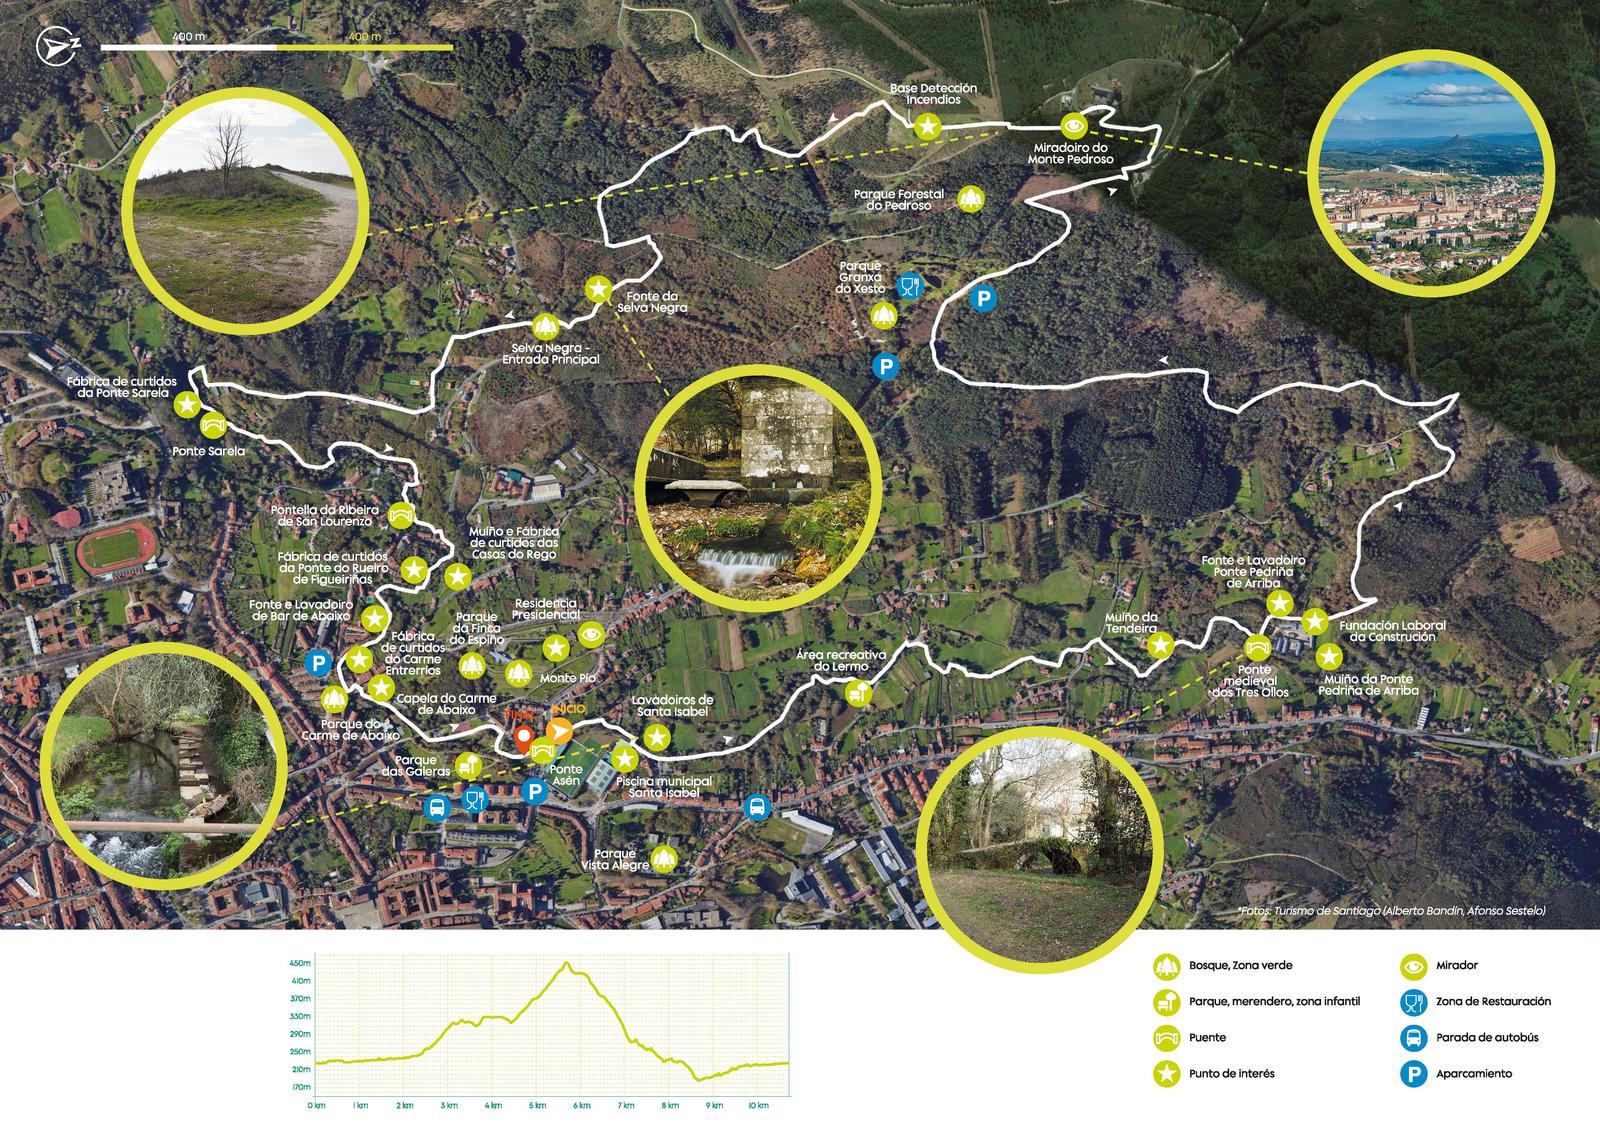 Z
400 m
400 m
Base Detección
incendios
Miradoiro do
Monte Pedroso
Parque Forestal
do Pedroso
Parque
Granxa
do Xesto
P
P
Fonte da
Selva Negra
Selva Negra -
Entrada Principal
Fábrica de curtidos
da Ponte Sarela
Ponte Sarela
Pontella da Ribeira
de San Lourenzo
Muíño e Fábrica
de curtidos das
Casas do Rego
Fábrica de curtidos
da Ponte do Rueiro
de Figueiriñas
Fonte e Lavadoiro
de Bar de Abaixo
Parque
da Finca
do Espiño
Residencia
Presidencial
Fábrica
de curtidos
do Carme
Entrerríos
P
Monte Pío
Capela do Carme
de Abaixo
Parque do
Carme de Abaixo
INICIO
Lavadoiros de
Santa Isabel
Parque
das Galeras
Ponte
Asén
P
Piscina municipal
Santa Isabel
Parque
Vista Alegre
Área recreativa
do Lermo
Muíño da
Tendeira
Fonte e Lavadoiro
Ponte Pedriña
de Arriba
Fundación Laboral
da Construción
Ponte
medieval
dos Tres Ollos
Muíño da Ponte
Pedriña de Arriba
*Fotos: Turismo de Santiago (Alberto Bandín, Afonso Sestelo)
450m
410m
370m
330m
290m
250m
210m
170m
0 km
1 km
2 km
3 km
4 km
5 km
6 km
7 km
8 km
9 km
10 km
Bosque, Zona verde
Parque, merendero, zona infantil
Puente
Punto de interés
Mirador
Zona de Restauración
Parada de autobús
P
Aparcamiento